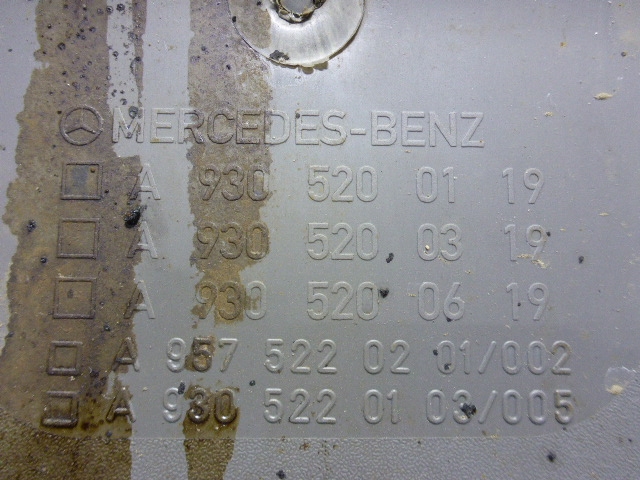 MERCEDES-BENZ
A 930 520 01 19
A 930 520 03 19
A 930 520 06 19
A 957 522 02 01/002
A 930 522 01 03/005